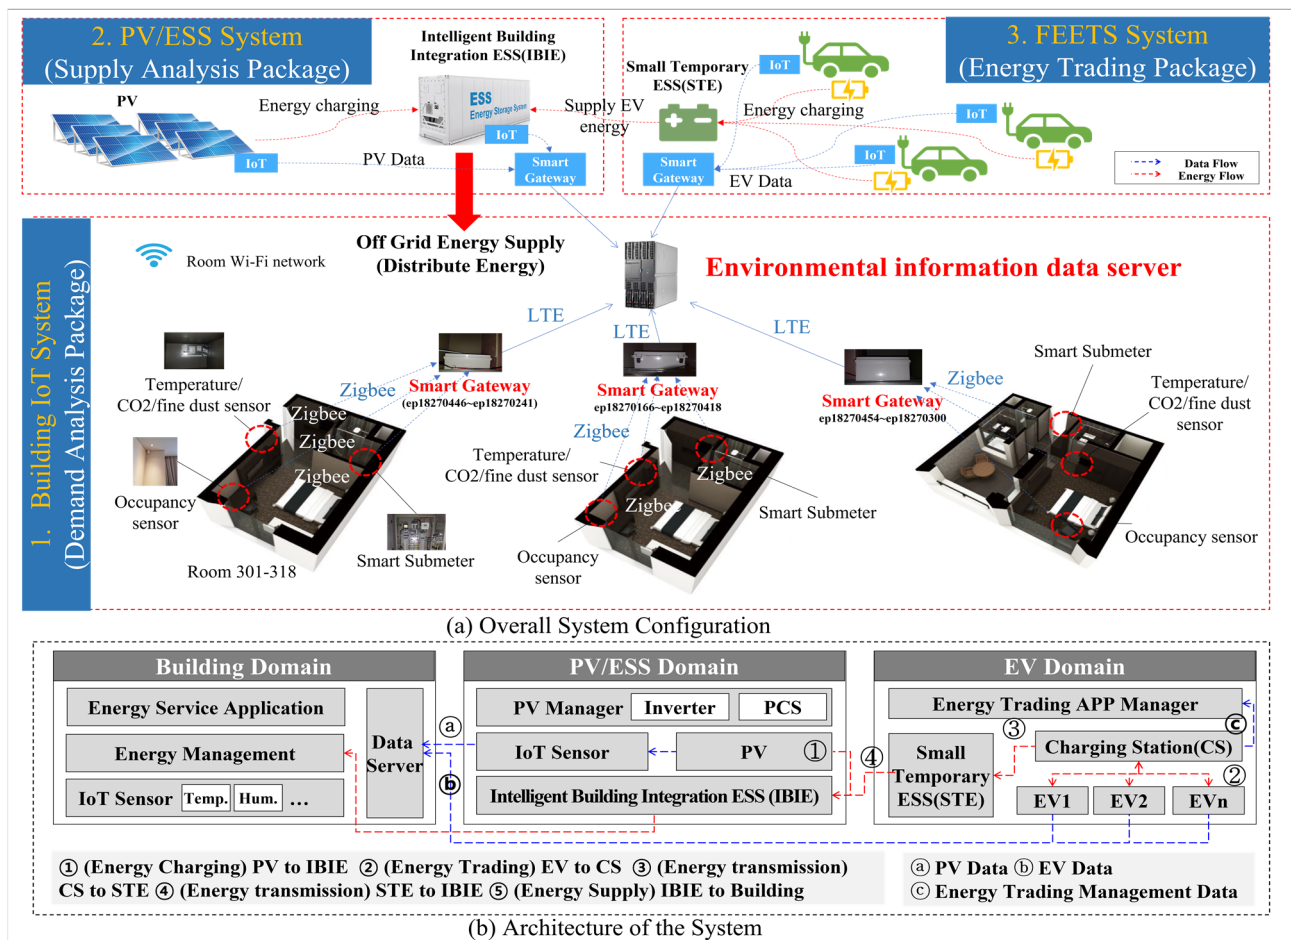 2. PV/ESS System
(Supply Analysis Package)
Intelligent Building
Integration ESS(IBIE)
PV
Energy charging
ESS
Energy Storage System
IoT
IoT
PV Data
Smart
Gateway
Supply EV
energy
3. FEETS System
(Energy Trading Package)
Small Temporary
ESS(STE)
IoT
Energy charging
IoT
IoT
Smart
Gateway
EV Data
Data Flow
Energy Flow
1. Building IoT System
(Demand Analysis Package)
Room Wi-Fi network
Off Grid Energy Supply
(Distribute Energy)
Environmental information data server
LTE
LTE
LTE
Temperature/
CO2/fine dust sensor
Zigbee
Smart Gateway
(ep18270446~ep18270241)
Zigbee
Zigbee
Zigbee
Occupancy
sensor
Smart Submeter
Room 301-318
Smart Gateway
ep18270166~ep18270418
Zigbee
Temperature/
CO2/fine dust sensor
Zigbee
Zigbee
Smart Submeter
Occupancy
sensor
Smart Gateway
ep18270454~ep18270300
Zigbee
Smart Submeter
Temperature/
CO2/fine dust
sensor
Occupancy sensor
(a) Overall System Configuration
Building Domain
Energy Service Application
Energy Management
IoT Sensor Temp. Hum. ...
Data
Server
ⓐ
ⓑ
PV/ESS Domain
PV Manager Inverter PCS
IoT Sensor
PV ①
Intelligent Building Integration ESS (IBIE)
④
EV Domain
Energy Trading APP Manager
③
ⓒ
Charging Station(CS)
Small
Temporary
ESS(STE)
②
EV1 EV2 EVn
① (Energy Charging) PV to IBIE ② (Energy Trading) EV to CS ③ (Energy transmission)
CS to STE ④ (Energy transmission) STE to IBIE ⑤ (Energy Supply) IBIE to Building
ⓐ PV Data ⓑ EV Data
ⓒ Energy Trading Management Data
(b) Architecture of the System